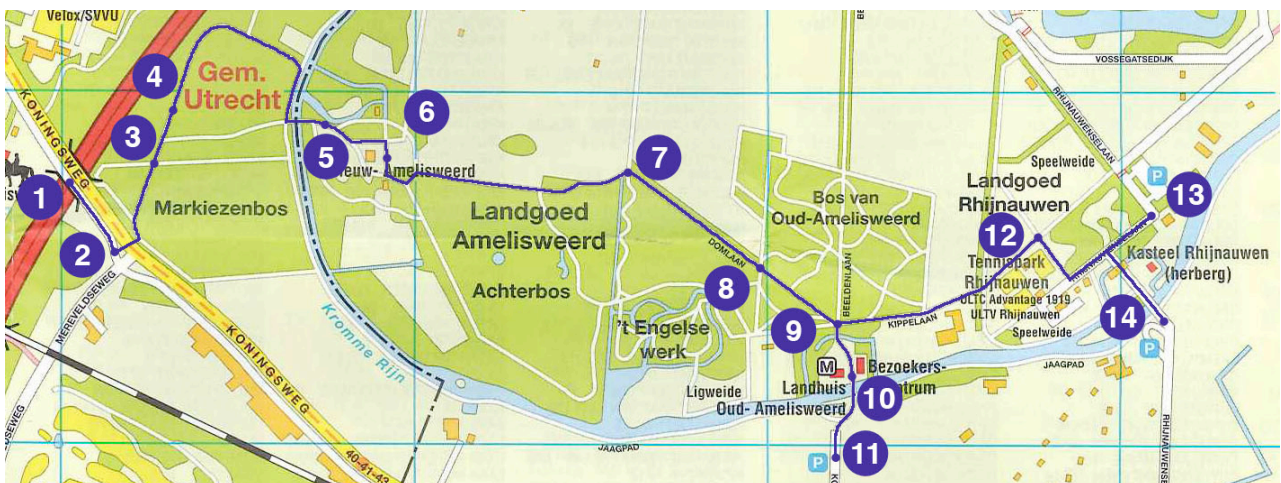 Velox/SVVU
KONINGSWEG
Gem.
Utrecht
4
3
1
2
5
6
7
8
9
10
11
12
13
14
Markiezenbos
MEREVELDSEWEG
KONINGSWEG
40-41-43
Kromme Rijn
Amelisweerd
Landgoed
Amelisweerd
Achterbos
't Engelse
werk
Ligweide
JAAGPAD
DOMLAAN
Bos van
Oud-Amelisweerd
BEELDENLAAN
KIPPELAAN
M
Landhuis
Oud- Amelisweerd
Bezoekers-
P
VOSSEGATSEDIJK
RHIJNAUWENSELAAN
Speelweide
P
Landgoed
Rhijnauwen
Tennispark
Rhijnauwen
ULTC Advantage 1919
ULTV Rhijnauwen
Speelweide
Kasteel Rhijnauwen
(herberg)
P
JAAGPAD